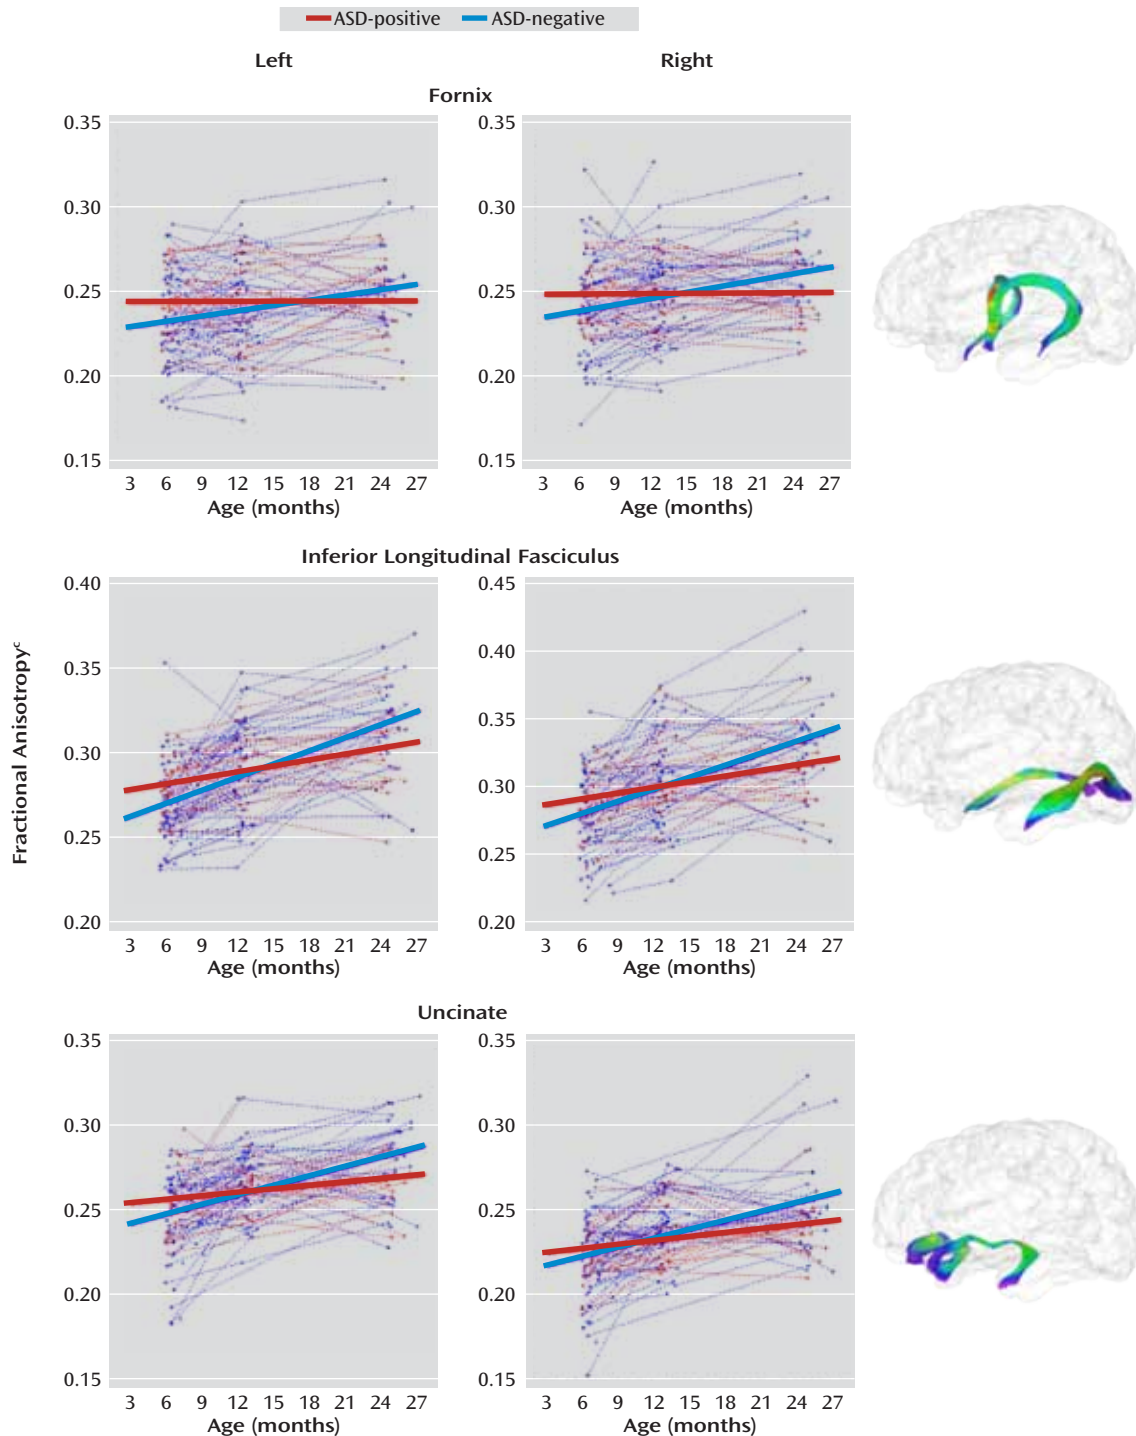 ASD-positive ASD-negative
Left Right
Fornix
0.35 0.35
0.30 0.30
0.25 0.25
0.20 0.20
0.15 0.15
3 6 9 12 15 18 21 24 27 3 6 9 12 15 18 21 24 27
Age (months) Age (months)
Inferior Longitudinal Fasciculus
0.40 0.45
0.40
0.35
0.35
0.30
0.30
0.25
0.25
0.20 0.20
3 6 9 12 15 18 21 24 27 3 6 9 12 15 18 21 24 27
Age (months) Age (months)
Fractional Anisotropyᶜ
Uncinate
0.35 0.35
0.30 0.30
0.25 0.25
0.20 0.20
0.15 0.15
3 6 9 12 15 18 21 24 27 3 6 9 12 15 18 21 24 27
Age (months) Age (months)